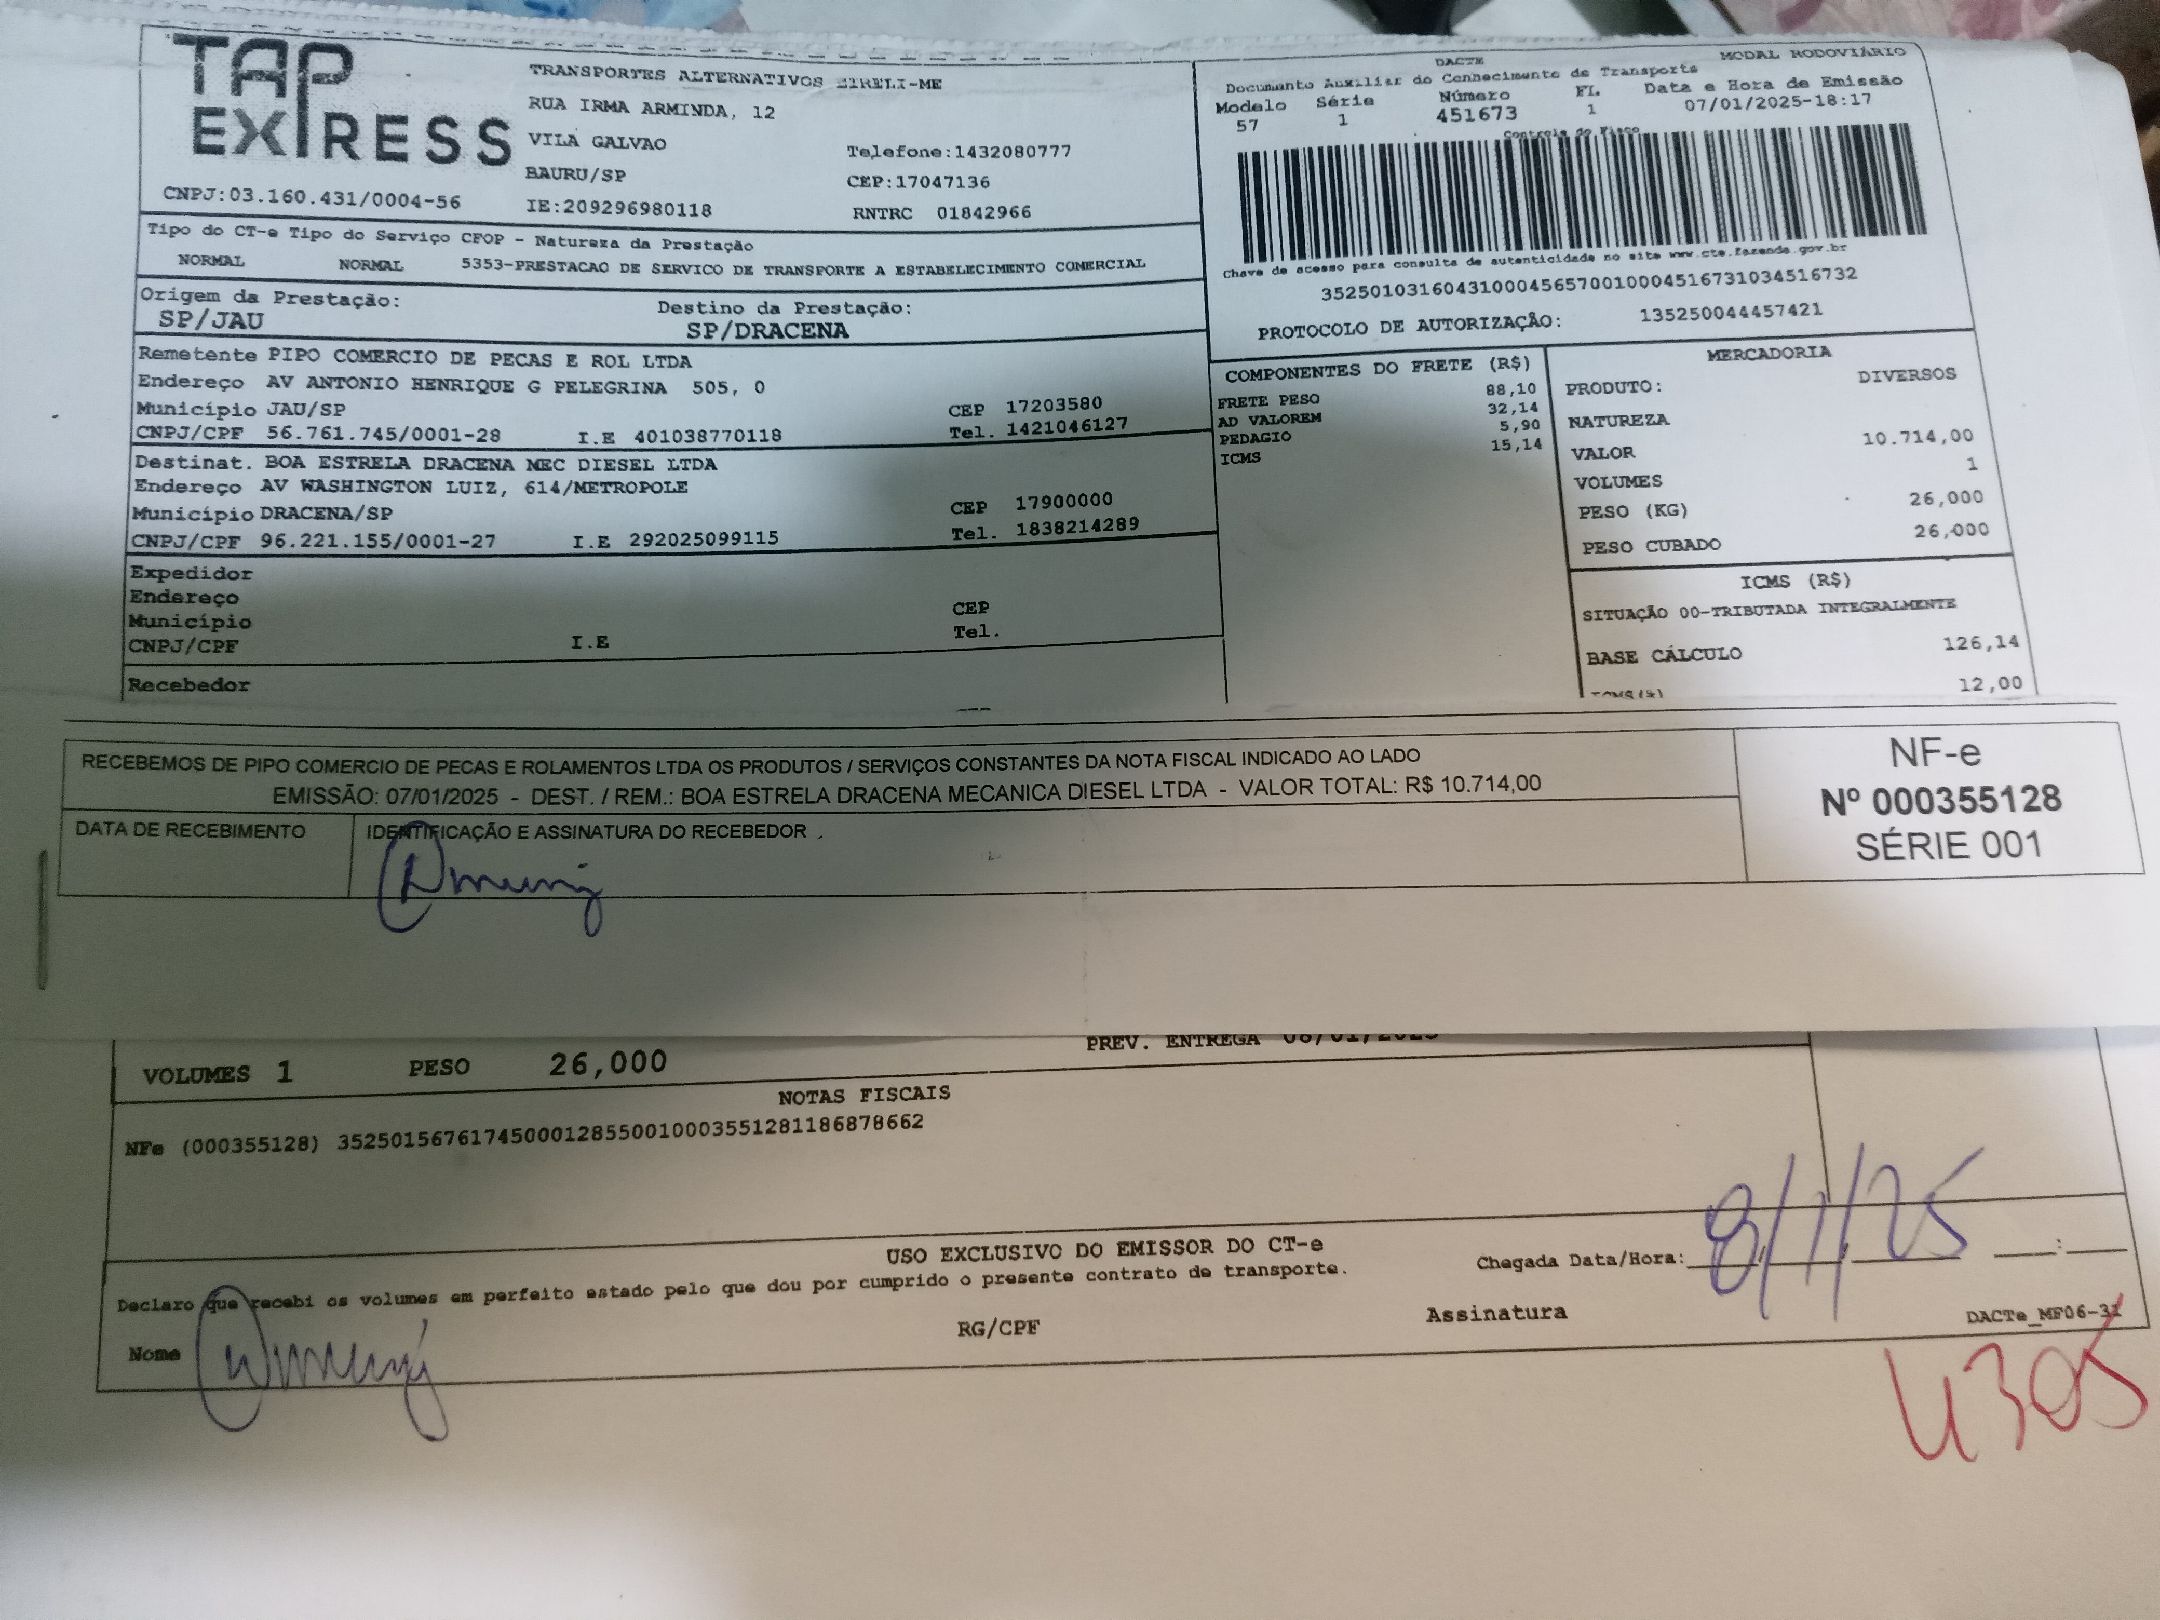 TAP EXPRESS
TRANSPORTES ALTERNATIVOS EIRELI-ME
RUA IRMA ARMINDA, 12
VILA GALVAO
Telefone:1432080777
BAURU/SP
CEP:17047136
CNPJ:03.160.431/0004-56
IE:209296980118
RNTRC 01842966
DACTE
MODAL RODOVIÁRIO
Documento Auxiliar do Conhecimento de Transporte
Modelo Série Número Fl. Data e Hora de Emissão
57 1 451673 1 07/01/2025-18:17
Controle do Fisco
Chave de acesso para consulta de autenticidade no site www.cte.fazenda.gov.br
35250103160431000456570010004516731034516732
PROTOCOLO DE AUTORIZAÇÃO: 135250044457421
Tipo do CT-e Tipo do Serviço CFOP - Natureza da Prestação
NORMAL NORMAL 5353-PRESTACAO DE SERVICO DE TRANSPORTE A ESTABELECIMENTO COMERCIAL
Origem da Prestação: Destino da Prestação:
SP/JAU SP/DRACENA
Remetente PIPO COMERCIO DE PECAS E ROL LTDA
Endereço AV ANTONIO HENRIQUE G PELEGRINA 505, 0
Município JAU/SP CEP 17203580
CNPJ/CPF 56.761.745/0001-28 I.E 401038770118 Tel. 1421046127
Destinat. BOA ESTRELA DRACENA MEC DIESEL LTDA
Endereço AV WASHINGTON LUIZ, 614/METROPOLE
Município DRACENA/SP CEP 17900000
CNPJ/CPF 96.221.155/0001-27 I.E 292025099115 Tel. 1838214289
Expedidor
Endereço
Município CEP
CNPJ/CPF I.E Tel.
Recebedor
COMPONENTES DO FRETE (R$)
FRETE PESO 88,10
AD VALOREM 32,14
PEDAGIO 5,90
ICMS 15,14
MERCADORIA
PRODUTO: DIVERSOS
NATUREZA
VALOR 10.714,00
VOLUMES 1
PESO (KG) 26,000
PESO CUBADO 26,000
ICMS (R$)
SITUAÇÃO 00-TRIBUTADA INTEGRALMENTE
BASE CÁLCULO 126,14
ICMS(%) 12,00
RECEBEMOS DE PIPO COMERCIO DE PECAS E ROLAMENTOS LTDA OS PRODUTOS / SERVIÇOS CONSTANTES DA NOTA FISCAL INDICADO AO LADO
EMISSÃO: 07/01/2025 - DEST. / REM.: BOA ESTRELA DRACENA MECANICA DIESEL LTDA - VALOR TOTAL: R$ 10.714,00
DATA DE RECEBIMENTO IDENTIFICAÇÃO E ASSINATURA DO RECEBEDOR
NF-e
Nº 000355128
SÉRIE 001
VOLUMES 1 PESO 26,000 PREV. ENTREGA 08/01/2025
NOTAS FISCAIS
NFe (000355128) 35250156761745000128550010003551281186878662
USO EXCLUSIVO DO EMISSOR DO CT-e
Declaro que recebi os volumes em perfeito estado pelo que dou por cumprido o presente contrato de transporte.
Chegada Data/Hora: 8/1/25 :
Nome RG/CPF Assinatura
DACTe_MF06-31
4305